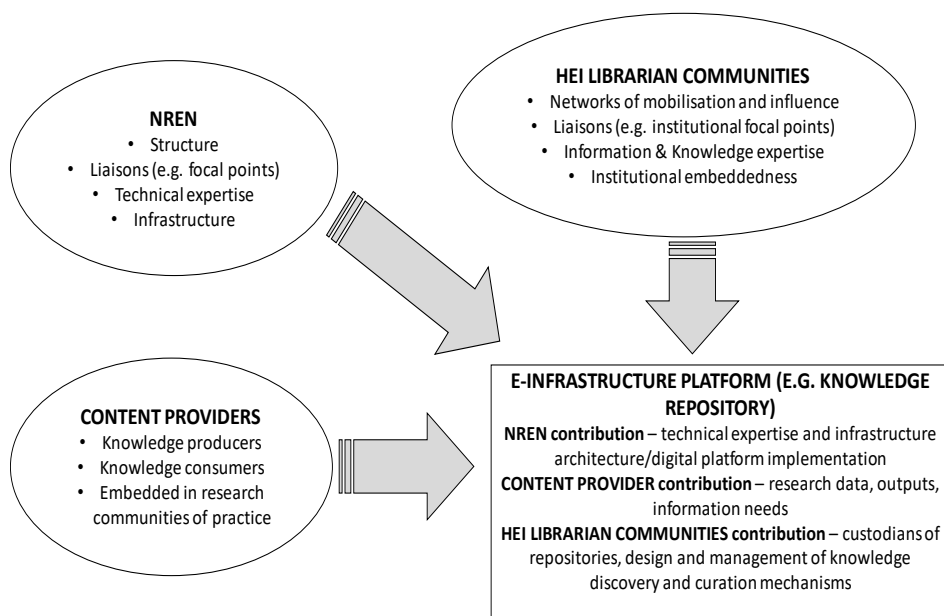 NREN
• Structure
• Liaisons (e.g. focal points)
• Technical expertise
• Infrastructure
HEI LIBRARIAN COMMUNITIES
• Networks of mobilisation and influence
• Liaisons (e.g. institutional focal points)
• Information & Knowledge expertise
• Institutional embeddedness
CONTENT PROVIDERS
• Knowledge producers
• Knowledge consumers
• Embedded in research
communities of practice
E-INFRASTRUCTURE PLATFORM (E.G. KNOWLEDGE
REPOSITORY)
NREN contribution – technical expertise and infrastructure
architecture/digital platform implementation
CONTENT PROVIDER contribution – research data, outputs,
information needs
HEI LIBRARIAN COMMUNITIES contribution – custodians of
repositories, design and management of knowledge
discovery and curation mechanisms